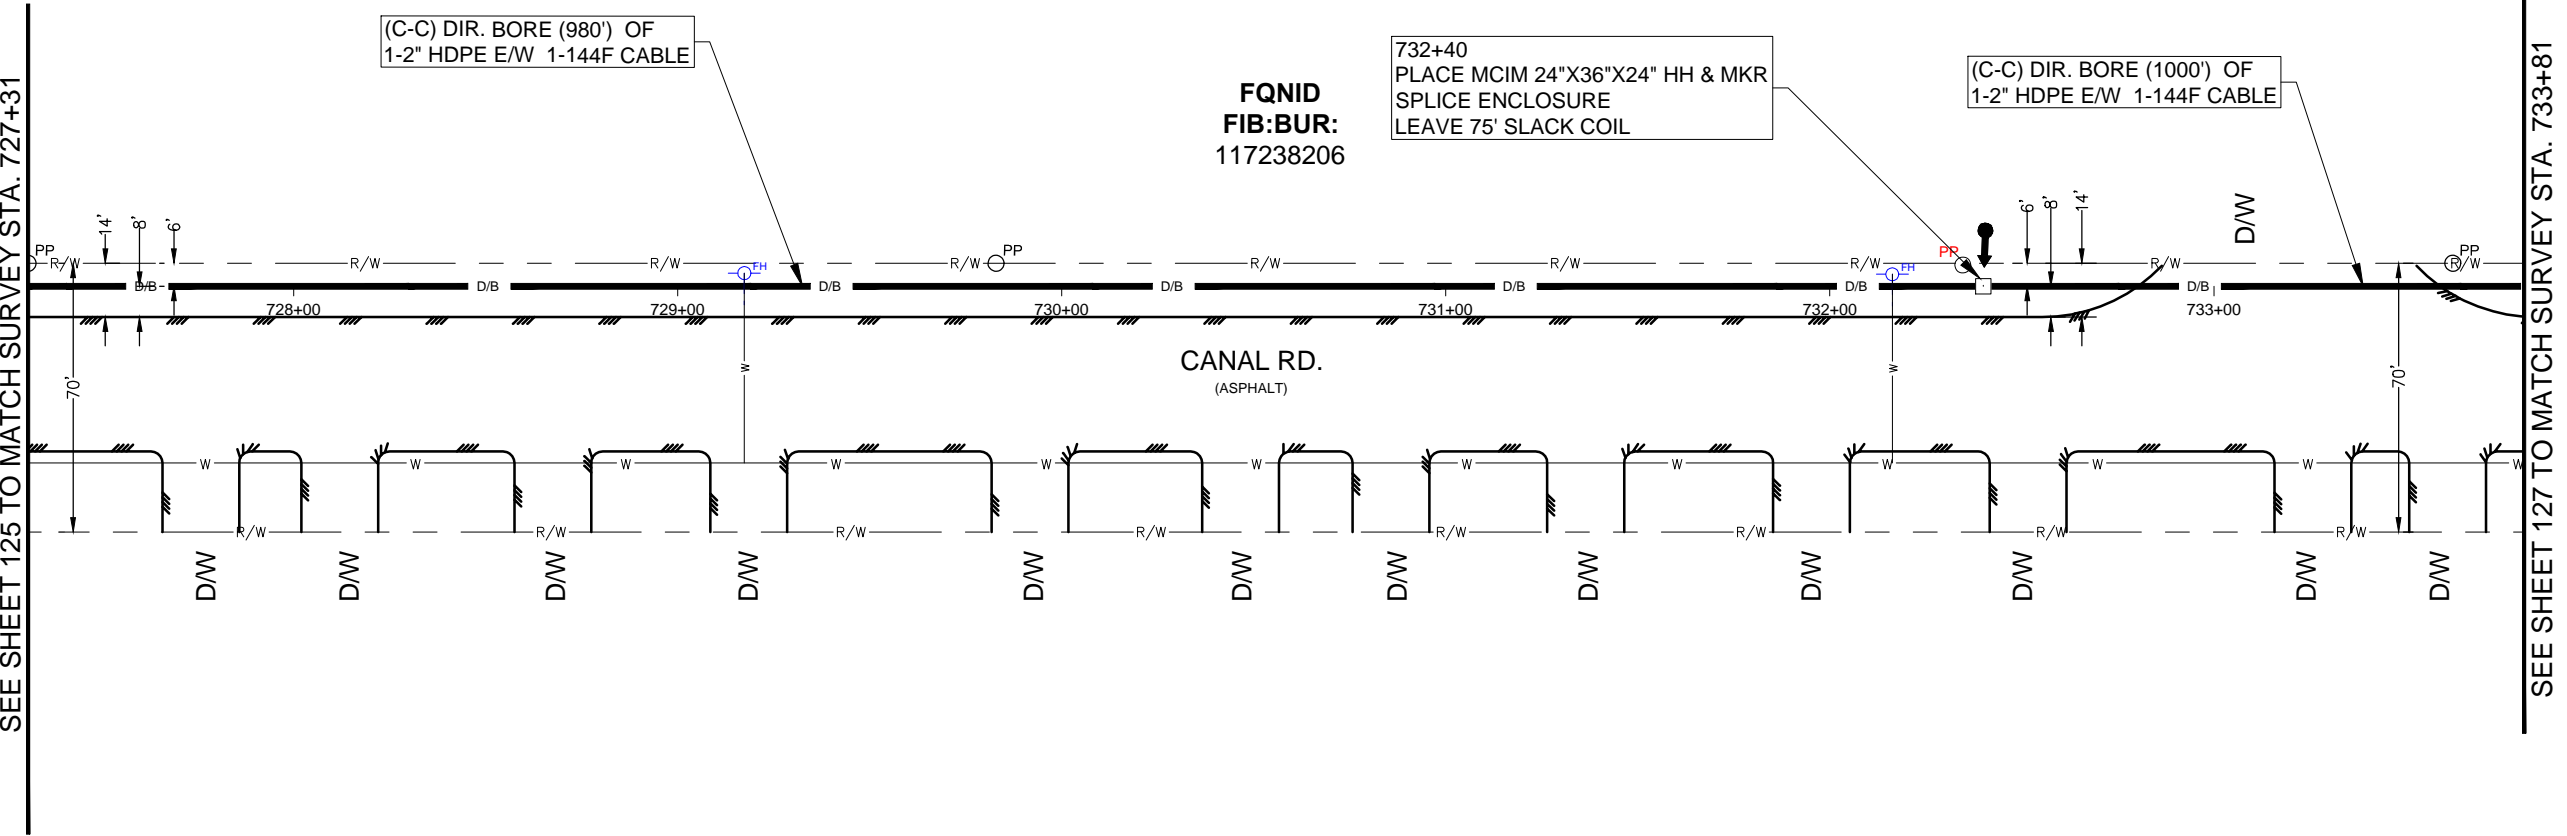 SEE SHEET 125 TO MATCH SURVEY STA. 727+31
(C-C) DIR. BORE (980') OF
1-2" HDPE E/W 1-144F CABLE
FQNID
FIB:BUR:
117238206
732+40
PLACE MCIM 24"X36"X24" HH & MKR
SPLICE ENCLOSURE
LEAVE 75' SLACK COIL
(C-C) DIR. BORE (1000') OF
1-2" HDPE E/W 1-144F CABLE
SEE SHEET 127 TO MATCH SURVEY STA. 733+81
14' 8' 6' 6' 8' 14' D/W
PP PP PP PP
R/W R/W R/W R/W R/W R/W R/W R/W R/W
FH FH
D/B D/B D/B D/B D/B D/B D/B
728+00 729+00 730+00 731+00 732+00 733+00
CANAL RD.
(ASPHALT)
70' W W 70'
W W W W W W W W W W W W
R/W R/W R/W R/W R/W R/W R/W R/W
D/W D/W D/W D/W D/W D/W D/W D/W D/W D/W D/W D/W